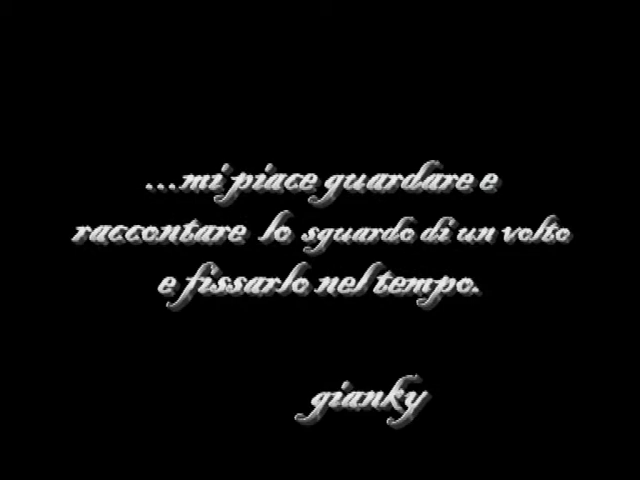 ...mi piace guardare e
raccontare lo sguardo di un volto
e fissarlo nel tempo.
gianky